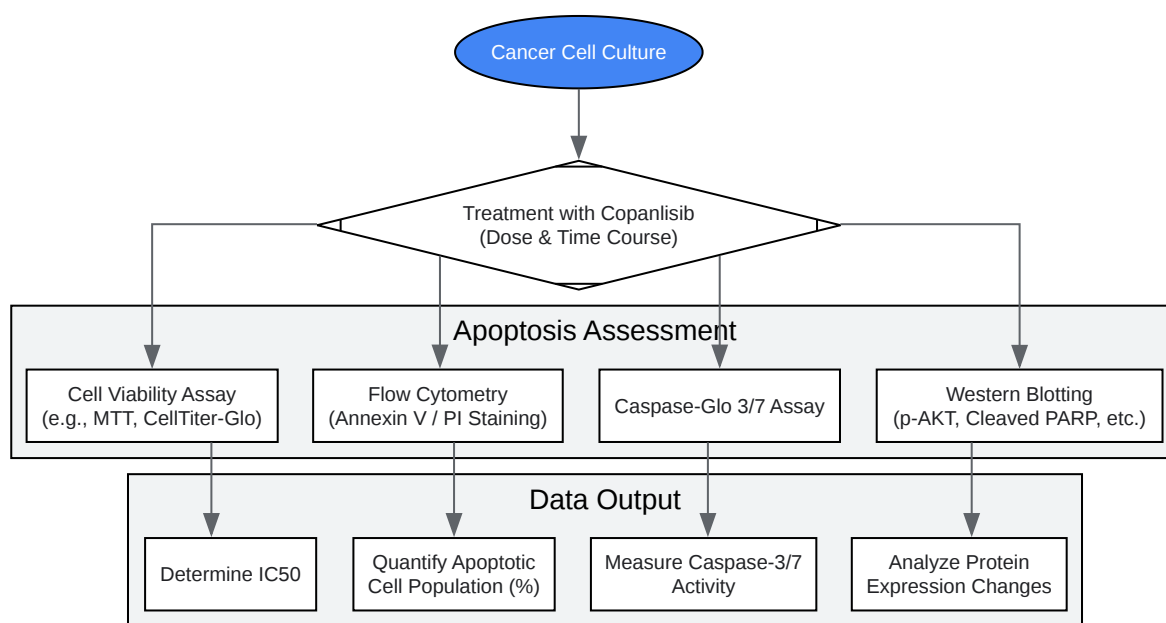 Cancer Cell Culture
Treatment with Copanlisib
(Dose & Time Course)
Apoptosis Assessment
Cell Viability Assay
(e.g., MTT, CellTiter-Glo)
Flow Cytometry
(Annexin V / PI Staining)
Caspase-Glo 3/7 Assay
Western Blotting
(p-AKT, Cleaved PARP, etc.)
Data Output
Determine IC50
Quantify Apoptotic
Cell Population (%)
Measure Caspase-3/7
Activity
Analyze Protein
Expression Changes